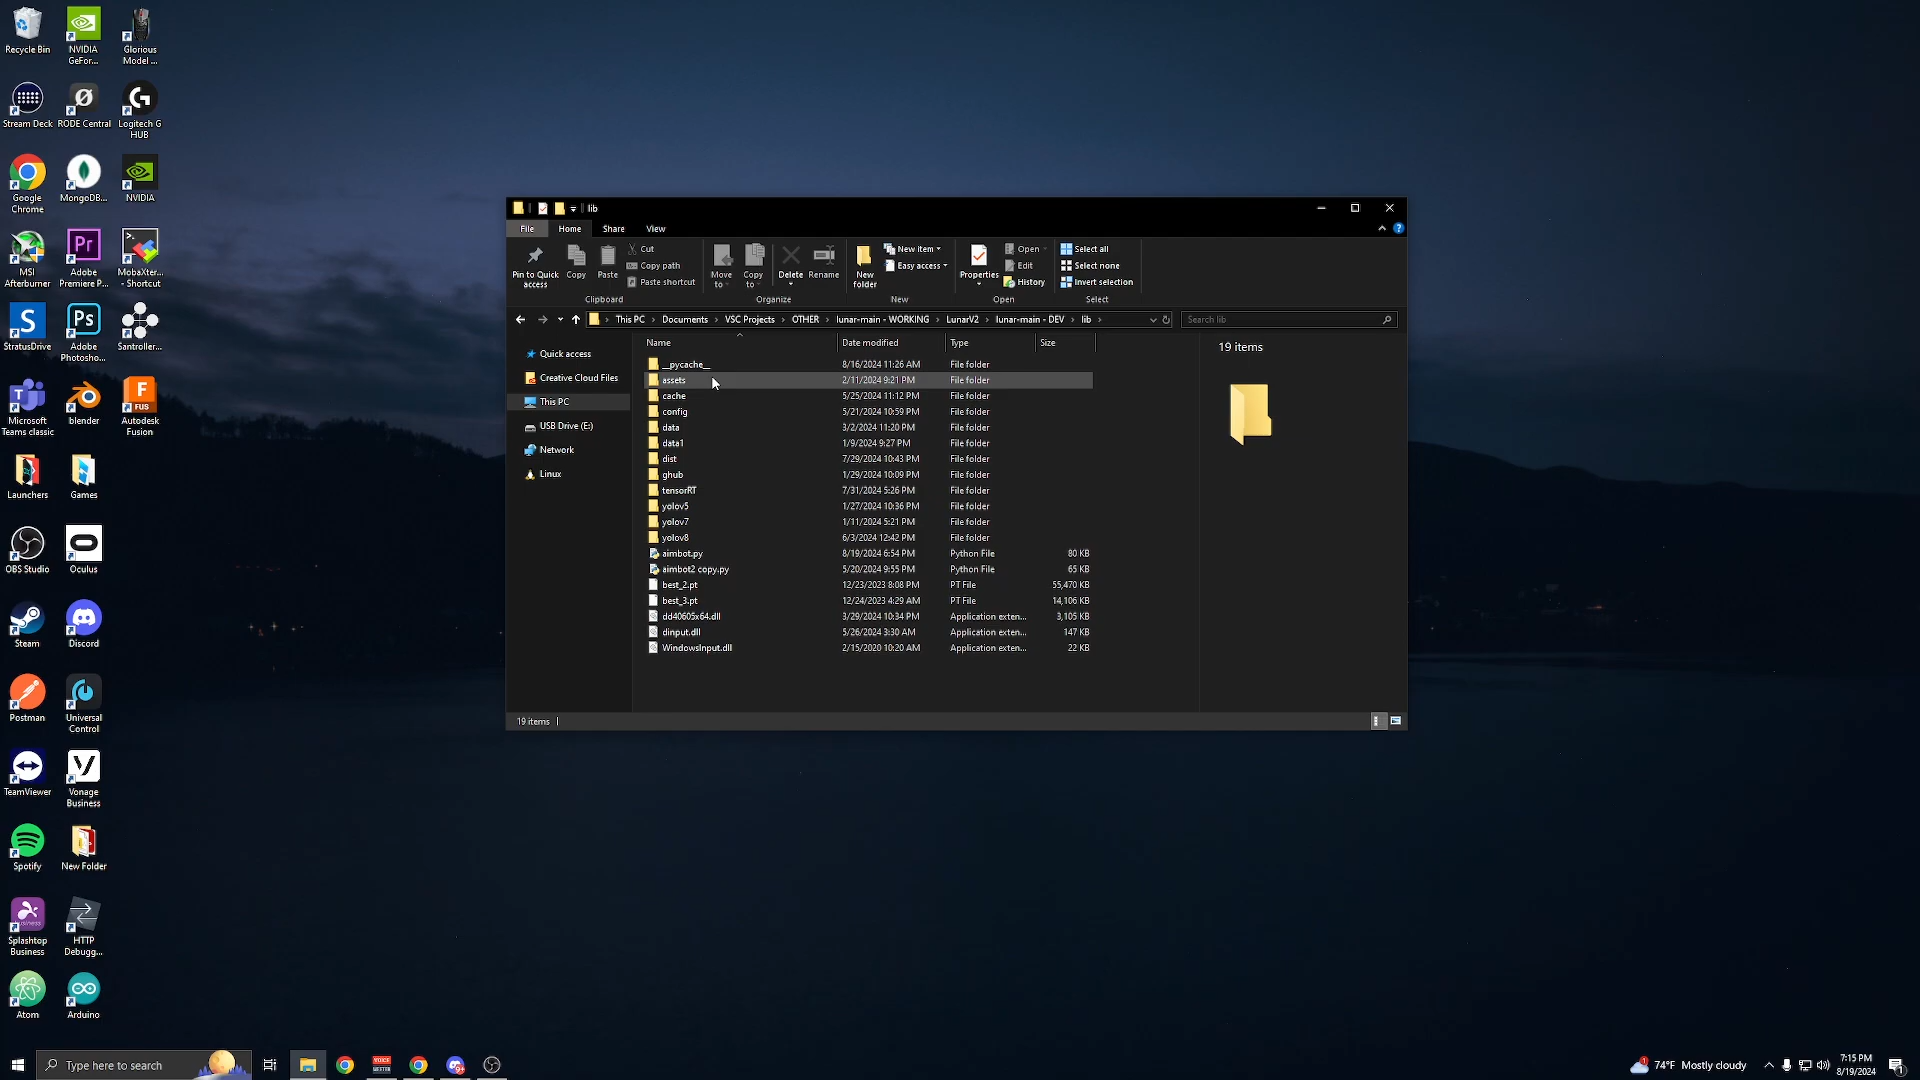 Recycle Bin
NVIDIA GeFor...
Glorious Model ...
Stream Deck
RODE Central
Logitech G HUB
Google Chrome
MongoDB...
NVIDIA
MSI Afterburner
Adobe Premiere P...
MobaXter... - Shortcut
StratusDrive
Adobe Photosho...
Santroller...
Microsoft Teams classic
blender
Autodesk Fusion
Launchers
Games
OBS Studio
Oculus
Steam
Discord
Postman
Universal Control
TeamViewer
Vonage Business
Spotify
New Folder
Splashtop Business
HTTP Debugg...
Atom
Arduino
lib
File Home Share View
Pin to Quick access
Copy
Paste
Cut
Copy path
Paste shortcut
Clipboard
Move to
Copy to
Delete
Rename
Organize
New folder
New item
Easy access
New
Properties
Open
Edit
History
Open
Select all
Select none
Invert selection
Select
This PC > Documents > VSC Projects > OTHER > lunar-main - WORKING > LunarV2 > lunar-main - DEV > lib >
Search lib
Quick access
Creative Cloud Files
This PC
USB Drive (E:)
Network
Linux
Name Date modified Type Size
__pycache__ 8/16/2024 11:26 AM File folder
assets 2/11/2024 9:21 PM File folder
cache 5/25/2024 11:12 PM File folder
config 5/21/2024 10:59 PM File folder
data 3/2/2024 11:20 PM File folder
data1 1/9/2024 9:27 PM File folder
dist 7/29/2024 10:43 PM File folder
ghub 1/29/2024 10:09 PM File folder
tensorRT 7/31/2024 5:26 PM File folder
yolov5 1/27/2024 10:36 PM File folder
yolov7 1/11/2024 5:21 PM File folder
yolov8 6/3/2024 12:42 PM File folder
aimbot.py 8/19/2024 6:54 PM Python File 80 KB
aimbot2 copy.py 5/20/2024 9:55 PM Python File 65 KB
best_2.pt 12/23/2023 8:08 PM PT File 55,470 KB
best_3.pt 12/24/2023 4:29 AM PT File 14,106 KB
dd40605x64.dll 3/29/2024 10:34 PM Application exten... 3,105 KB
dinput.dll 5/26/2024 3:30 AM Application exten... 147 KB
WindowsInput.dll 2/15/2020 10:20 AM Application exten... 22 KB
19 items
19 items
Type here to search
74°F Mostly cloudy
7:15 PM
8/19/2024